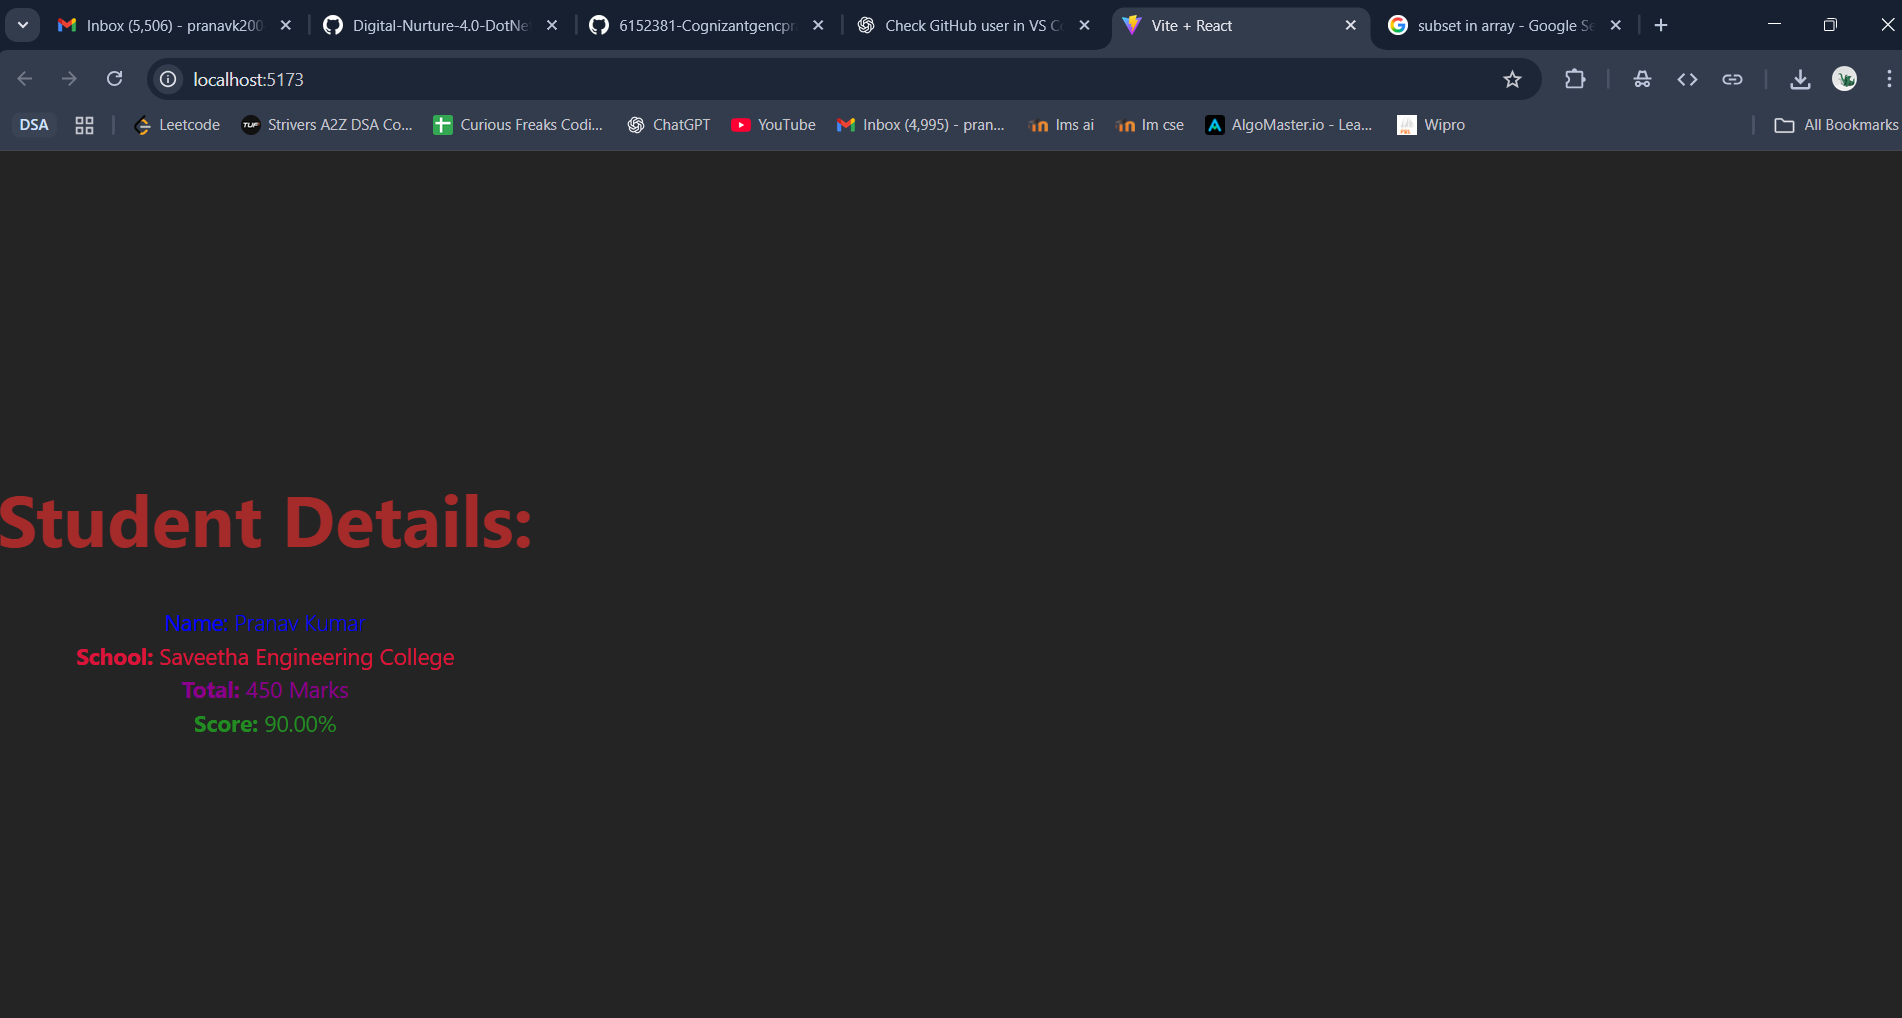 Inbox (5,506) - pranavk200
Digital-Nurture-4.0-DotNe
6152381-Cognizantgencpr
Check GitHub user in VS Co
Vite + React
subset in array - Google Se
localhost:5173
DSA
Leetcode
TUF
Strivers A2Z DSA Co...
Curious Freaks Codi...
ChatGPT
YouTube
Inbox (4,995) - pran...
lms ai
lm cse
AlgoMaster.io - Lea...
Wipro
All Bookmarks
Student Details:
Name: Pranav Kumar
School: Saveetha Engineering College
Total: 450 Marks
Score: 90.00%